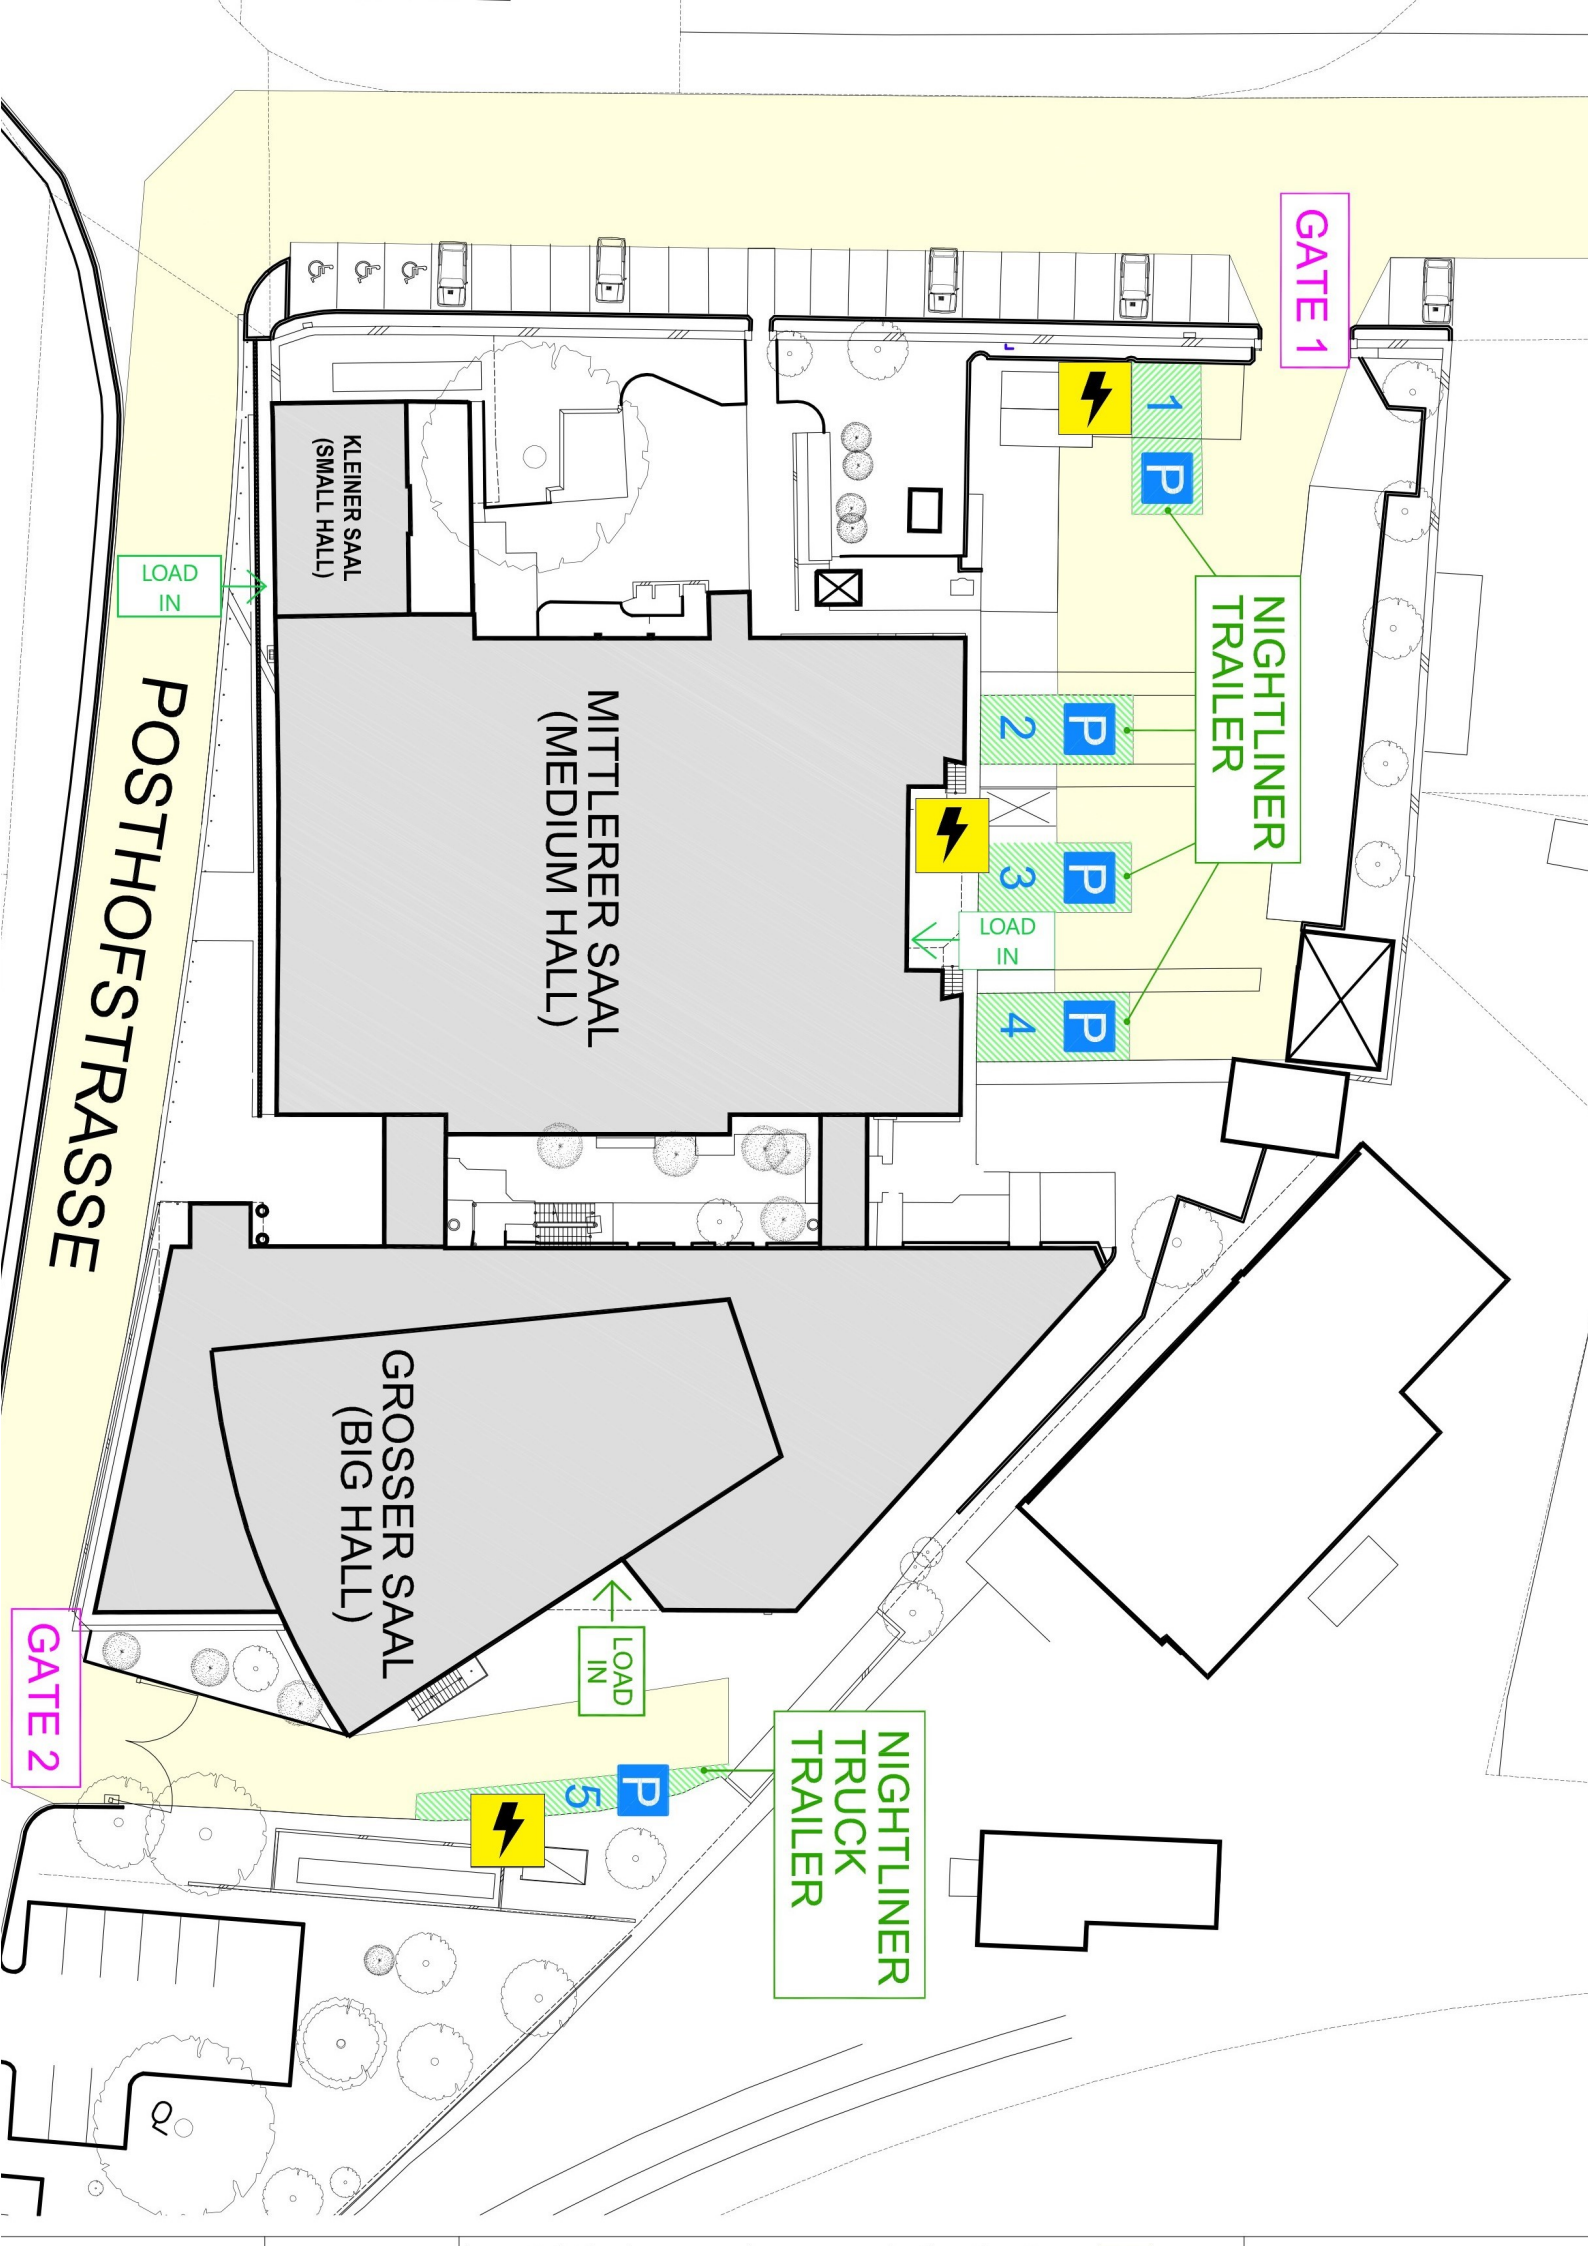 GATE 1
1
P
KLEINER SAAL
(SMALL HALL)
LOAD
IN
NIGHTLINER
TRAILER
MITTLERER SAAL
(MEDIUM HALL)
P
2
P
3
LOAD
IN
P
4
POSTHOFSTRASSE
GROSSER SAAL
(BIG HALL)
LOAD
IN
GATE 2
NIGHTLINER
TRUCK
TRAILER
P
5